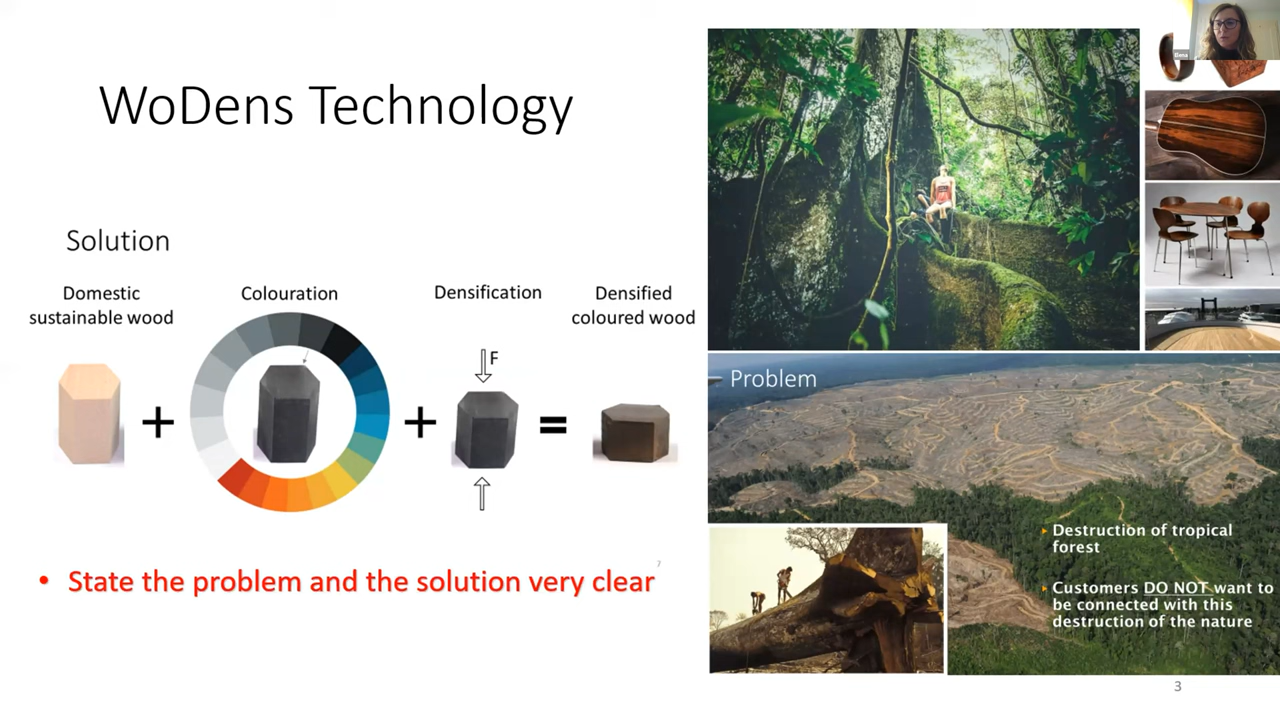 WoDens Technology
Solution
Domestic
sustainable wood
Colouration
Densification
Densified
coloured wood
F
+
+
=
• State the problem and the solution very clear
7
Elena
Problem
Destruction of tropical
forest
Customers DO NOT want to
be connected with this
destruction of the nature
3